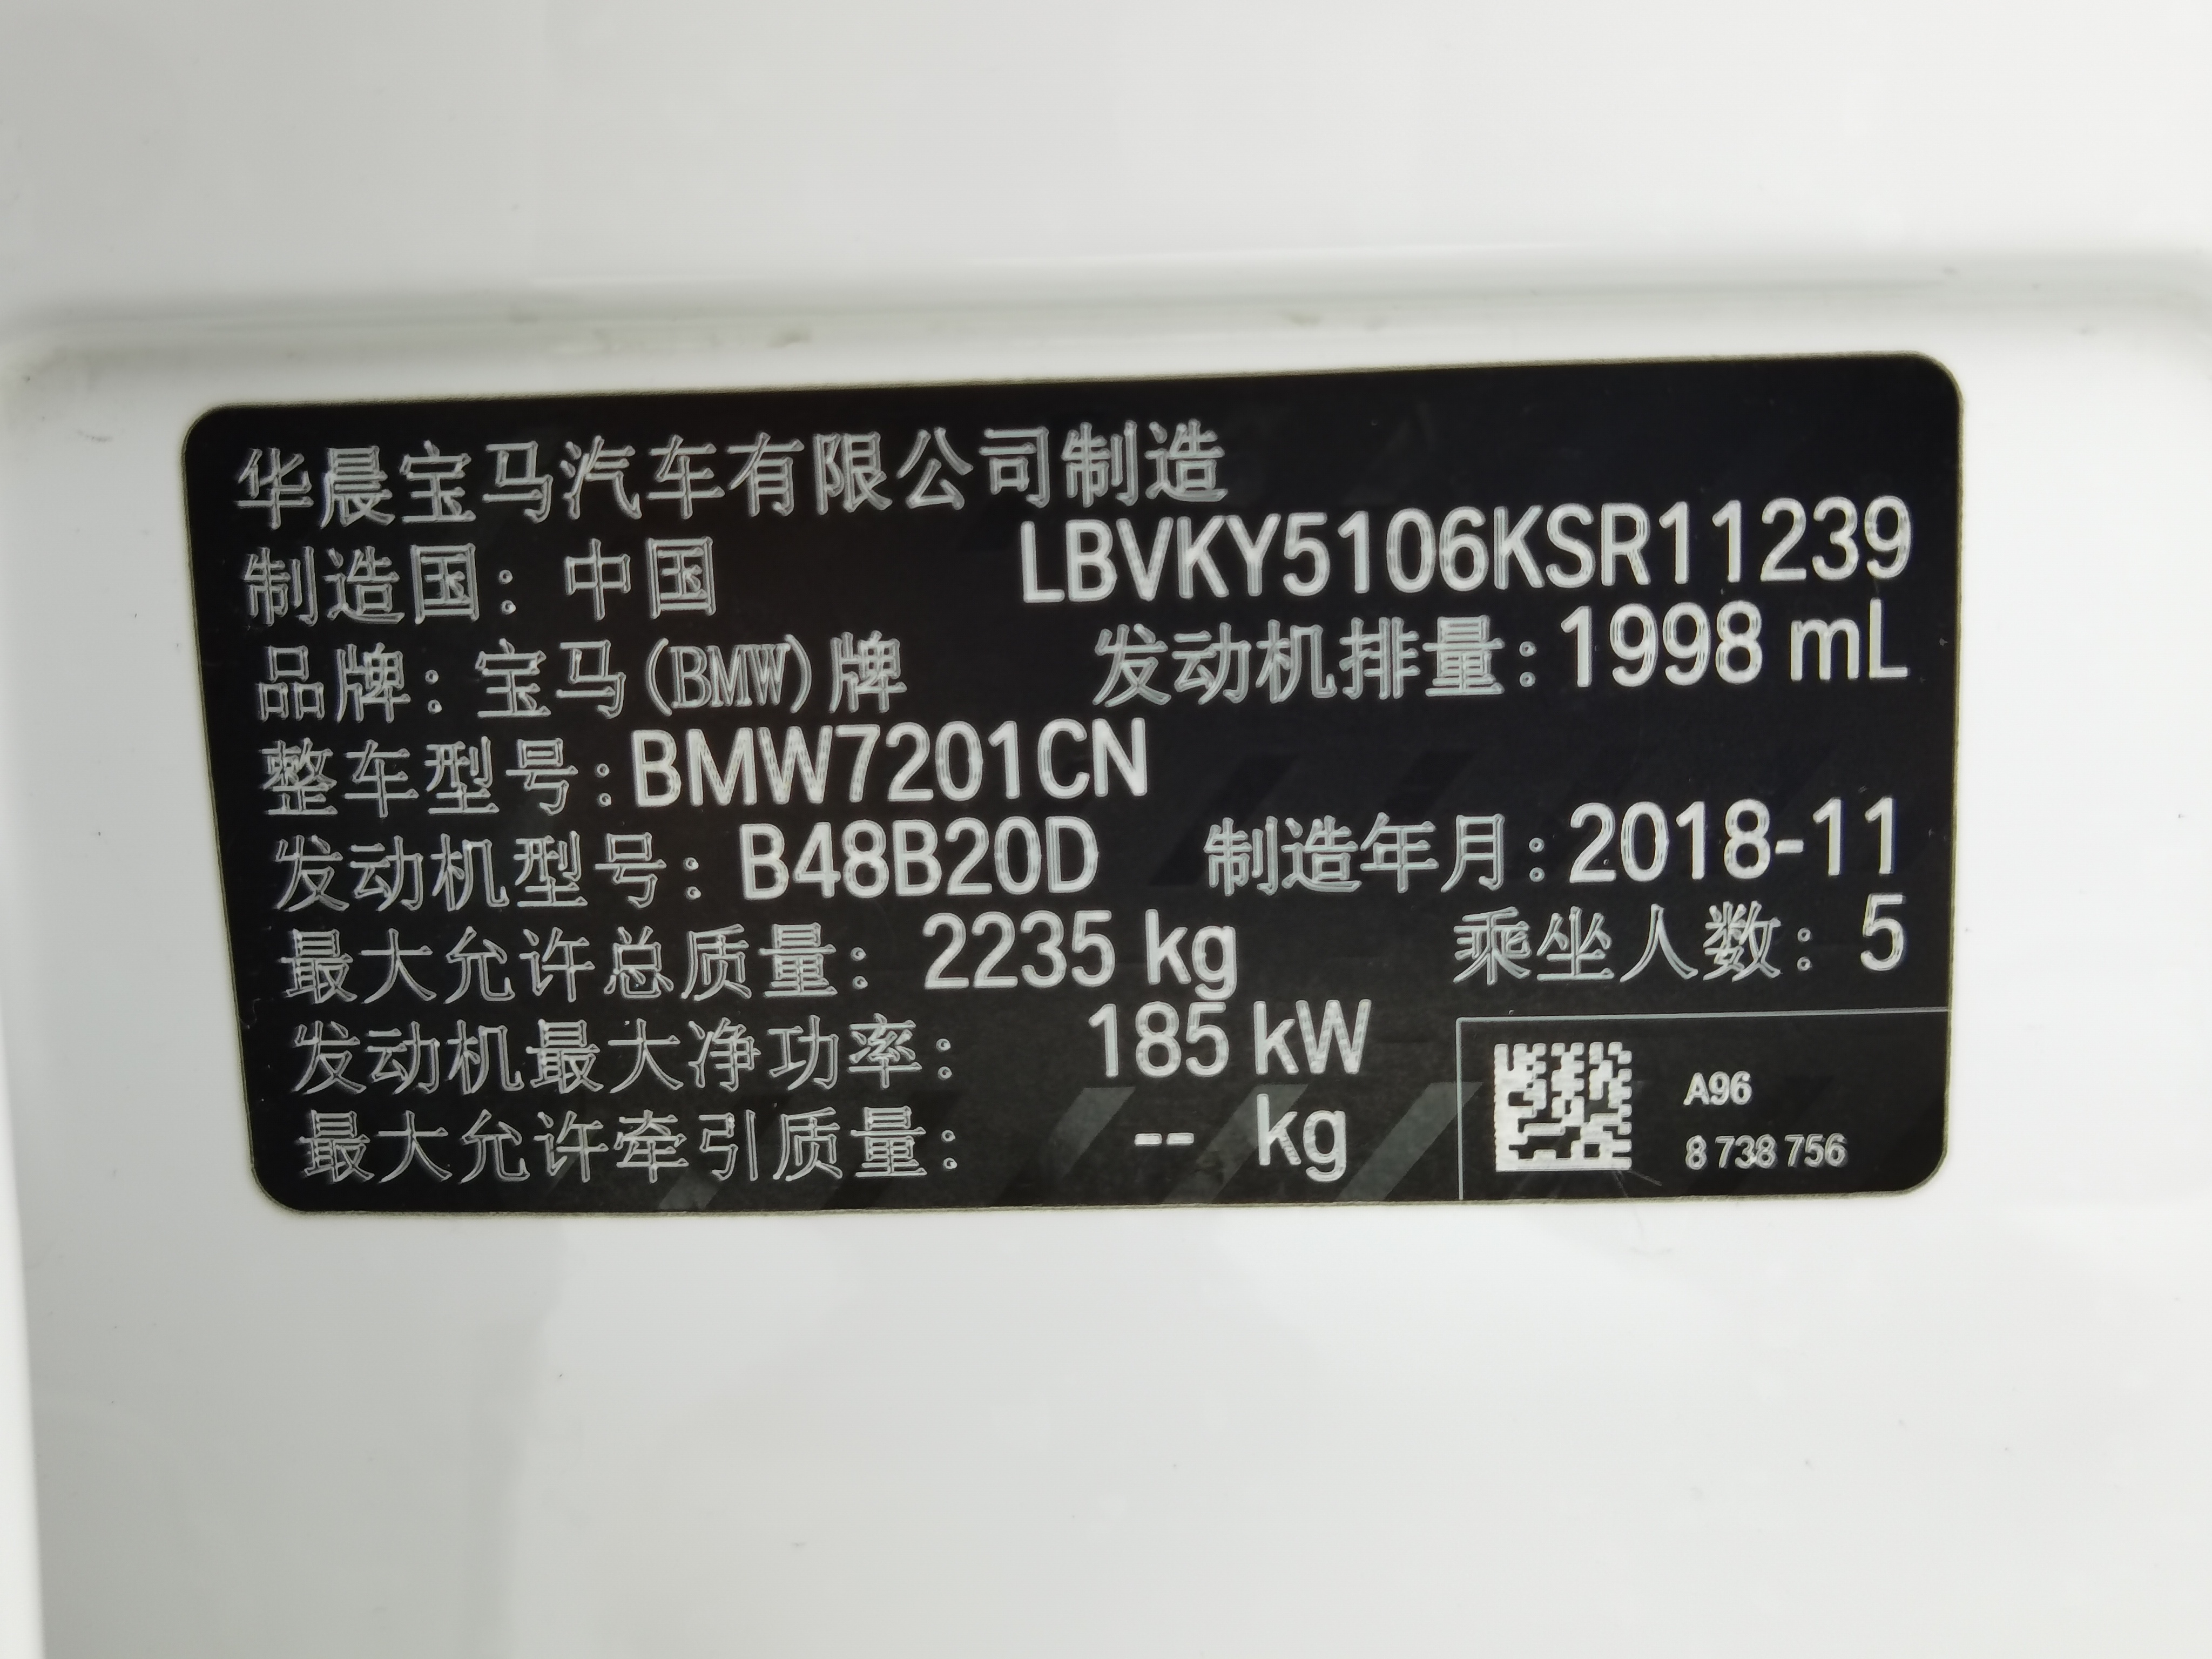 华晨宝马汽车有限公司制造
制造国：中国 LBVKY5106KSR11239
品牌：宝马(BMW)牌 发动机排量：1998 mL
整车型号：BMW7201CN
发动机型号：B48B20D 制造年月：2018-11
最大允许总质量：2235 kg 乘坐人数：5
发动机最大净功率：185 kW
最大允许牵引质量：-- kg
A96
8 738 756